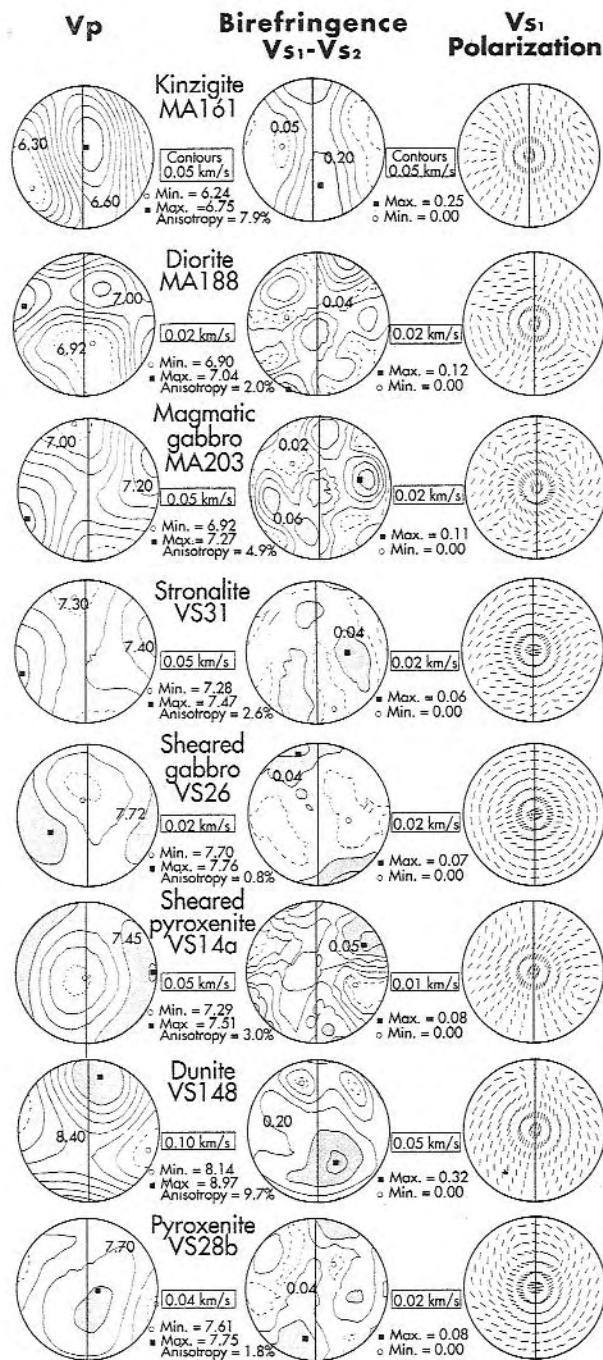 Vp
Birefringence
Vs1-Vs2
Vs1
Polarization
Kinzigite
MA161
6.30
6.60
Contours
0.05 km/s
Min. = 6.24
Max. =6.75
Anisotropy = 7.9%
0.05
0.20
Contours
0.05 km/s
Max. = 0.25
Min. = 0.00
Diorite
MA188
7.00
6.92
0.02 km/s
Min. = 6.90
Max. = 7.04
Anisotropy = 2.0%
0.04
0.02 km/s
Max. = 0.12
Min. = 0.00
Magmatic
gabbro
MA203
7.00
7.20
0.05 km/s
Min. = 6.92
Max. = 7.27
Anisotropy = 4.9%
0.02
0.06
0.02 km/s
Max. = 0.11
Min. = 0.00
Stronalite
VS31
7.30
7.40
0.05 km/s
Min. = 7.28
Max. = 7.47
Anisotropy = 2.6%
0.04
0.02 km/s
Max. = 0.06
Min. = 0.00
Sheared
gabbro
VS26
7.72
0.02 km/s
Min. = 7.70
Max. = 7.76
Anisotropy = 0.8%
0.04
0.02 km/s
Max. = 0.07
Min. = 0.00
Sheared
pyroxenite
VS14a
7.45
0.05 km/s
Min. = 7.29
Max = 7.51
Anisotropy = 3.0%
0.05
0.01 km/s
Max. = 0.08
Min. = 0.00
Dunite
VS148
8.40
0.10 km/s
Min. = 8.14
Max = 8.97
Anisotropy = 9.7%
0.20
0.05 km/s
Max. = 0.32
Min. = 0.00
Pyroxenite
VS28b
7.70
0.04 km/s
Min. = 7.61
Max. = 7.75
Anisotropy = 1.8%
0.04
0.02 km/s
Max. = 0.08
Min. = 0.00